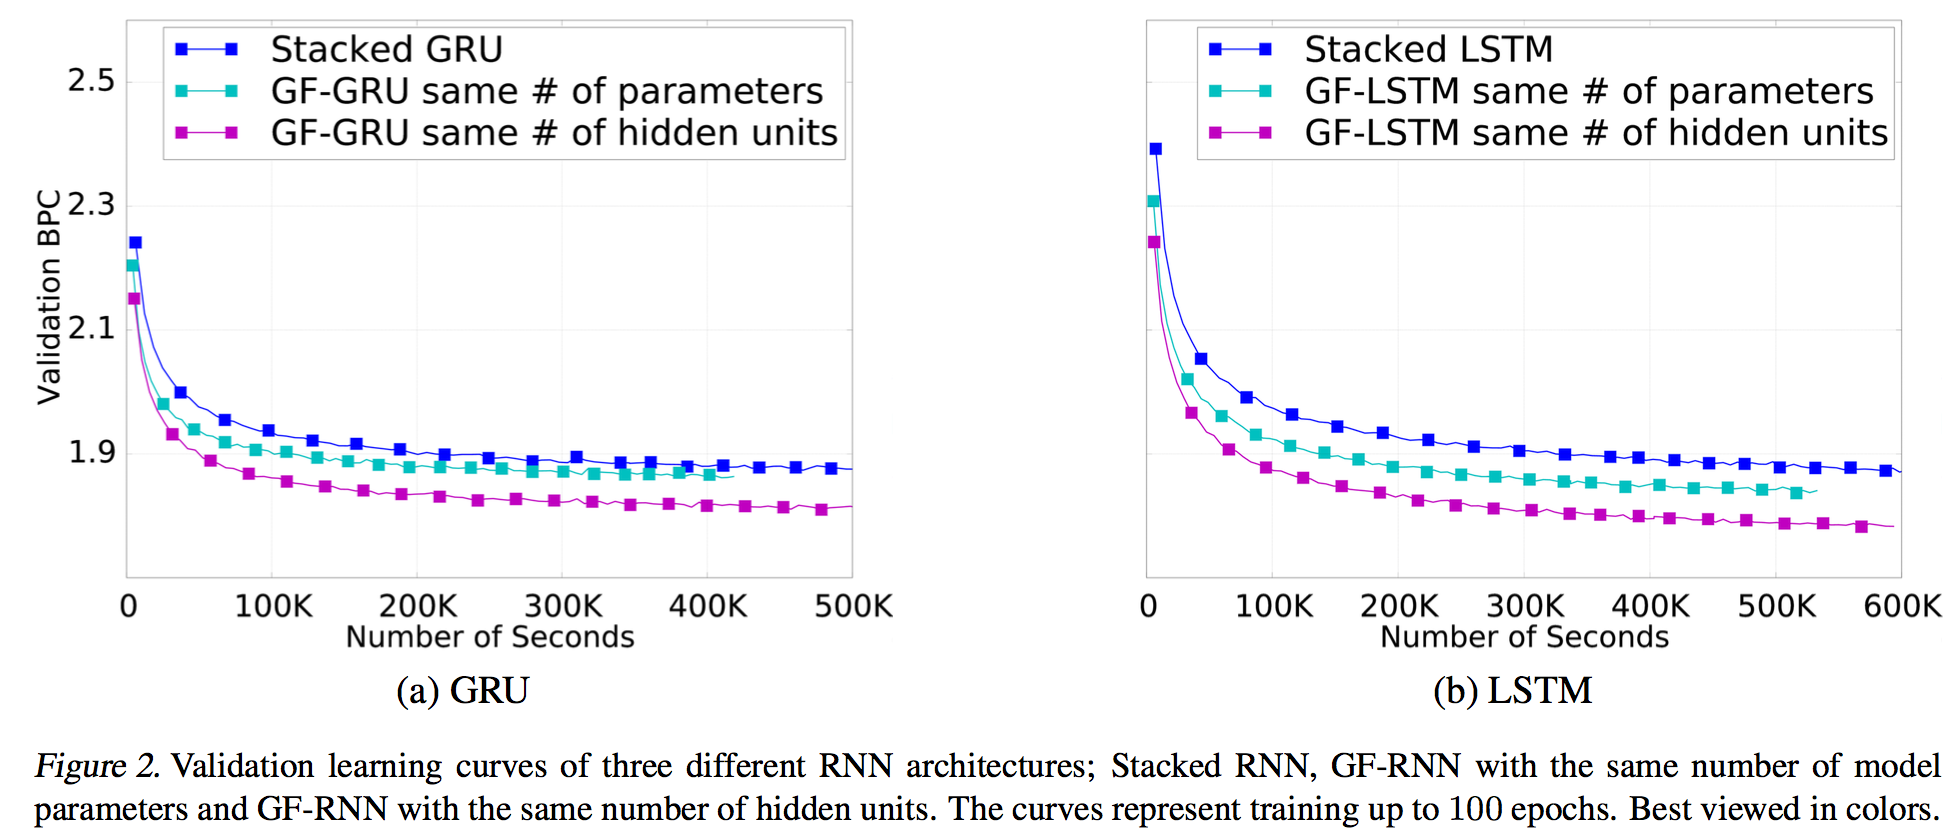 Stacked GRU
GF-GRU same # of parameters
GF-GRU same # of hidden units
2.5
2.3
2.1
1.9
Validation BPC
0 100K 200K 300K 400K 500K
Number of Seconds
(a) GRU
Stacked LSTM
GF-LSTM same # of parameters
GF-LSTM same # of hidden units
0 100K 200K 300K 400K 500K 600K
Number of Seconds
(b) LSTM
Figure 2. Validation learning curves of three different RNN architectures; Stacked RNN, GF-RNN with the same number of model
parameters and GF-RNN with the same number of hidden units. The curves represent training up to 100 epochs. Best viewed in colors.